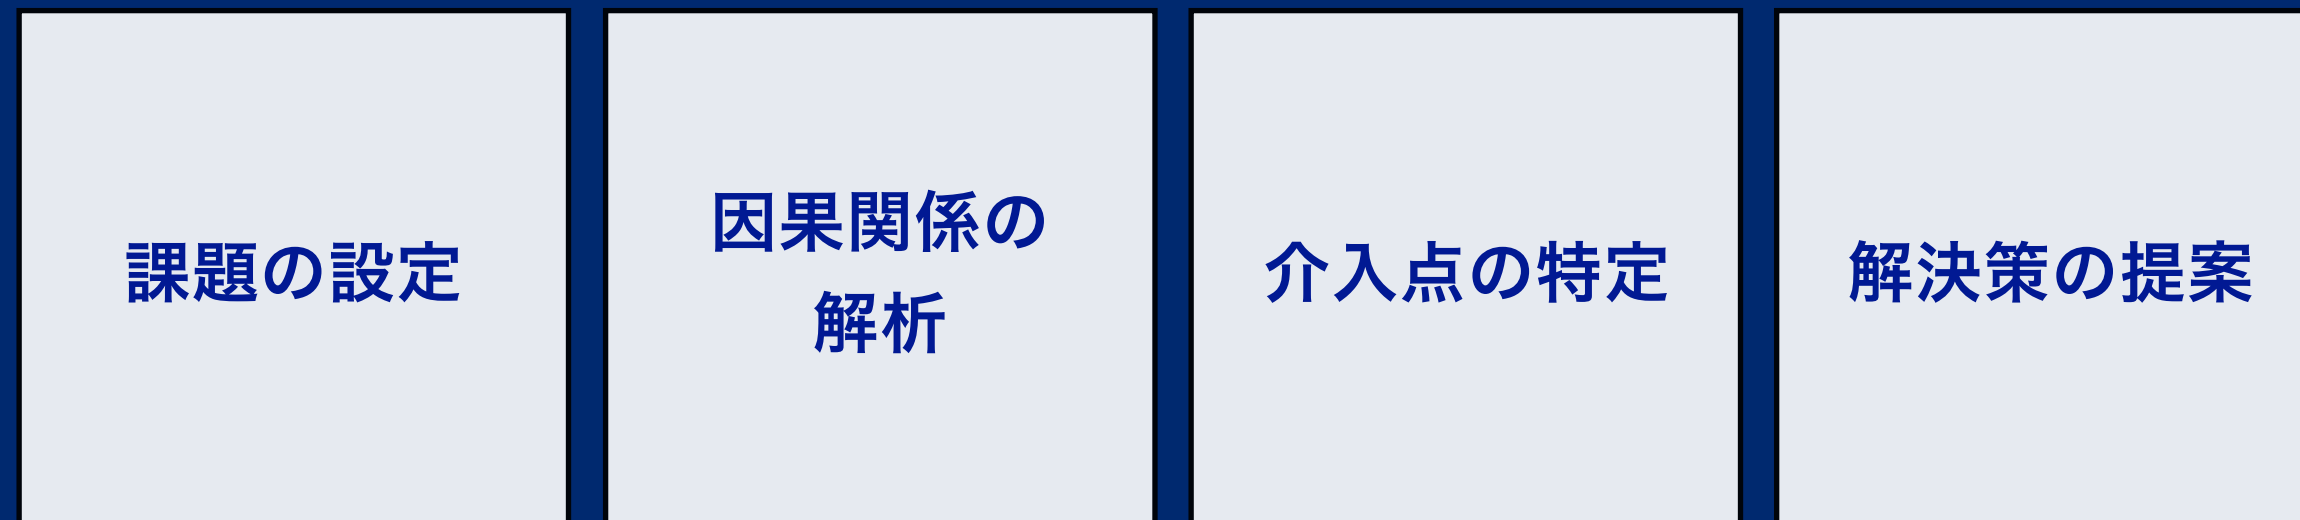 課題の設定
因果関係の
解析
介入点の特定
解決策の提案